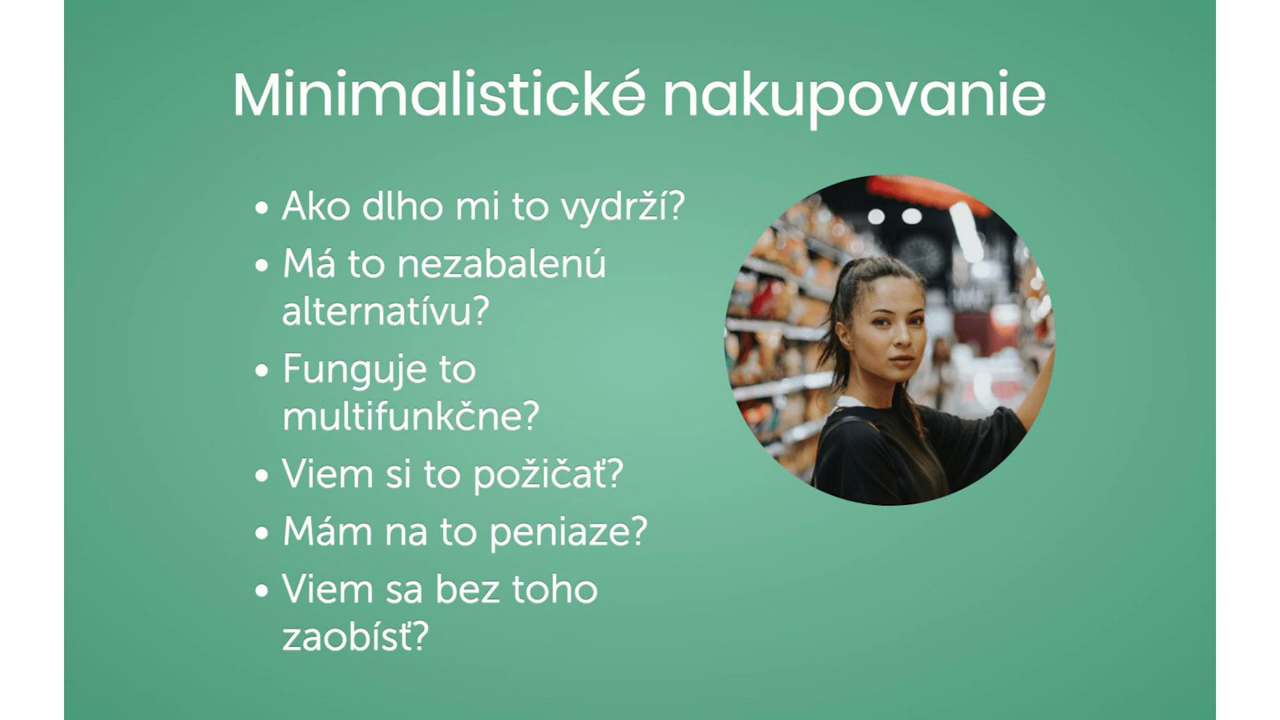 Minimalistické nakupovanie
• Ako dlho mi to vydrží?
• Má to nezabalenú
alternatívu?
• Funguje to
multifunkčne?
• Viem si to požičať?
• Mám na to peniaze?
• Viem sa bez toho
zaobísť?